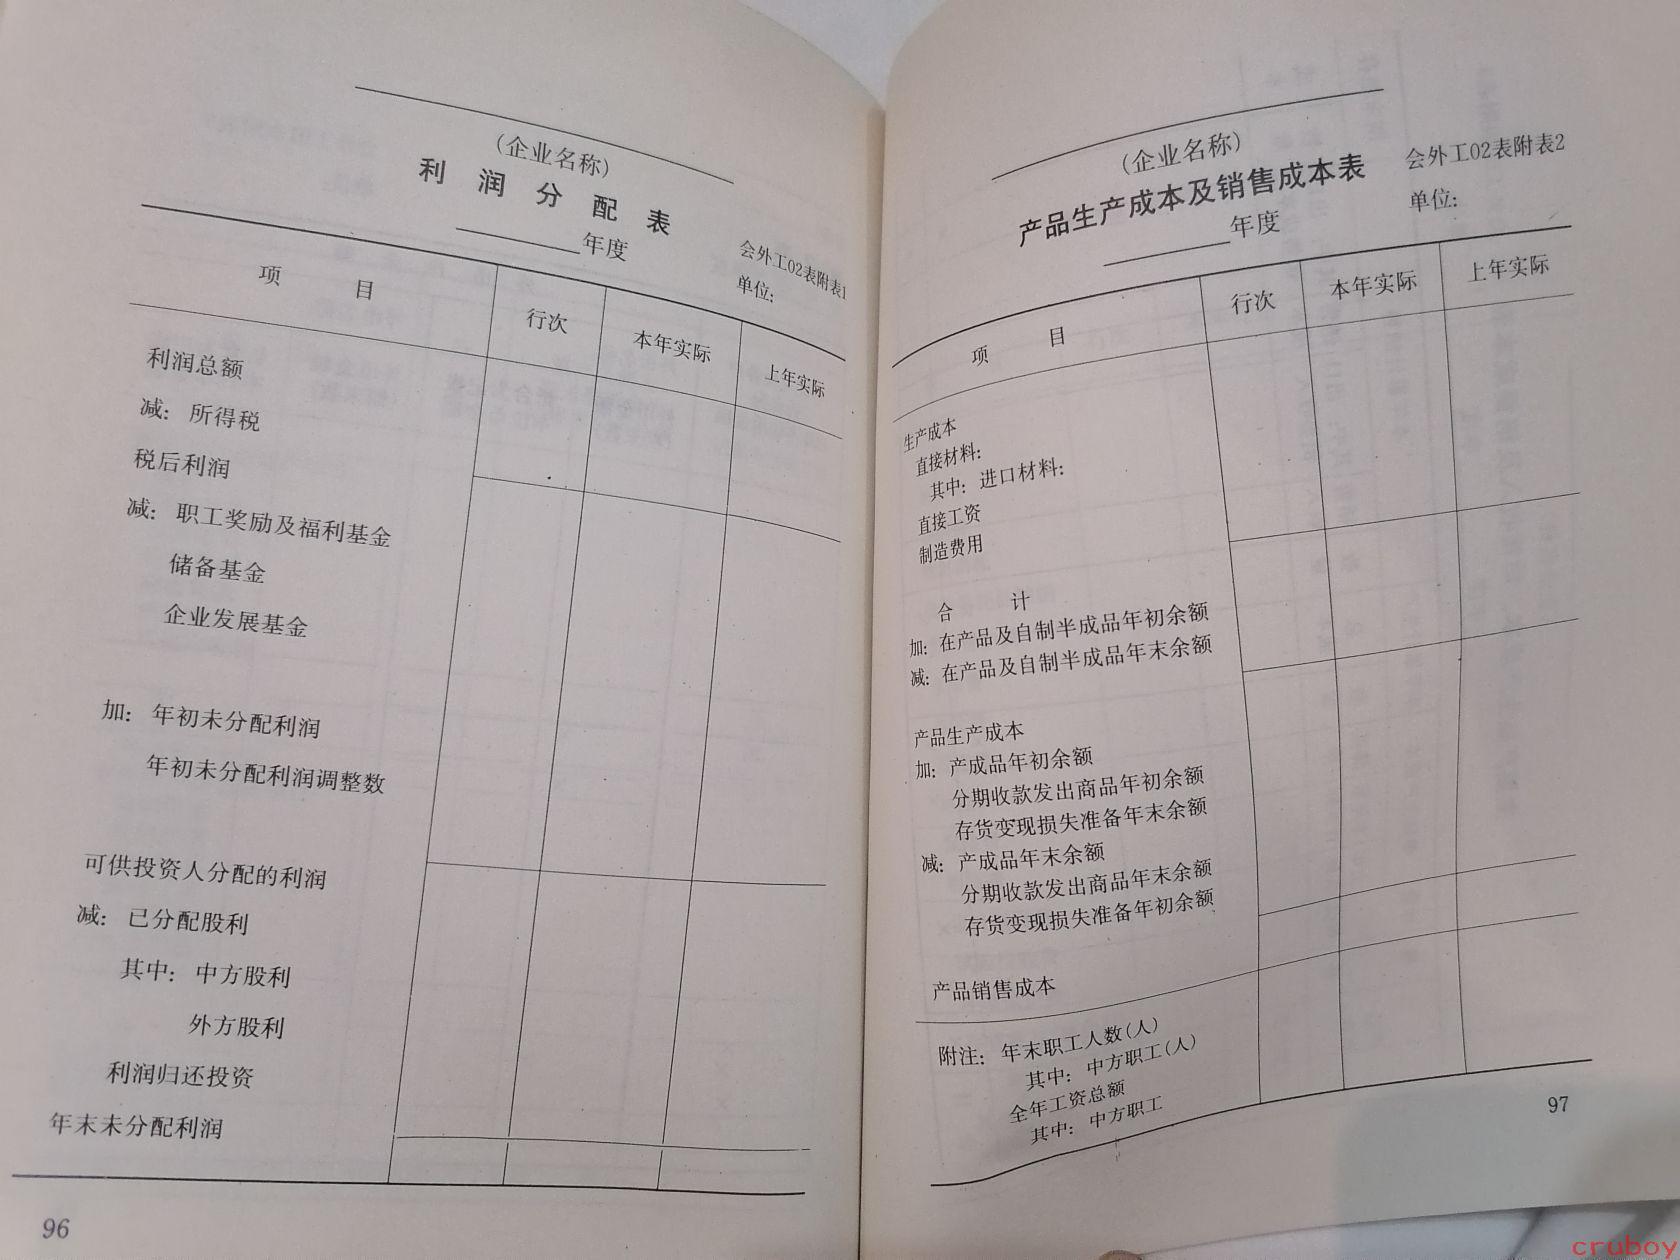 (企业名称)
利润分配表
年度
会外工02表附表1
单位:
项目 行次 本年实际 上年实际
利润总额
减: 所得税
税后利润
减: 职工奖励及福利基金
储备基金
企业发展基金
加: 年初未分配利润
年初未分配利润调整数
可供投资人分配的利润
减: 已分配股利
其中: 中方股利
外方股利
利润归还投资
年末未分配利润
96
(企业名称)
产品生产成本及销售成本表
会外工02表附表2
年度
单位:
项目 行次 本年实际 上年实际
生产成本
直接材料:
其中: 进口材料:
直接工资
制造费用
合计
加: 在产品及自制半成品年初余额
减: 在产品及自制半成品年末余额
产品生产成本
加: 产成品年初余额
分期收款发出商品年初余额
存货变现损失准备年末余额
减: 产成品年末余额
分期收款发出商品年末余额
存货变现损失准备年初余额
产品销售成本
附注: 年末职工人数(人)
其中: 中方职工(人)
全年工资总额
其中: 中方职工
97
cruboy